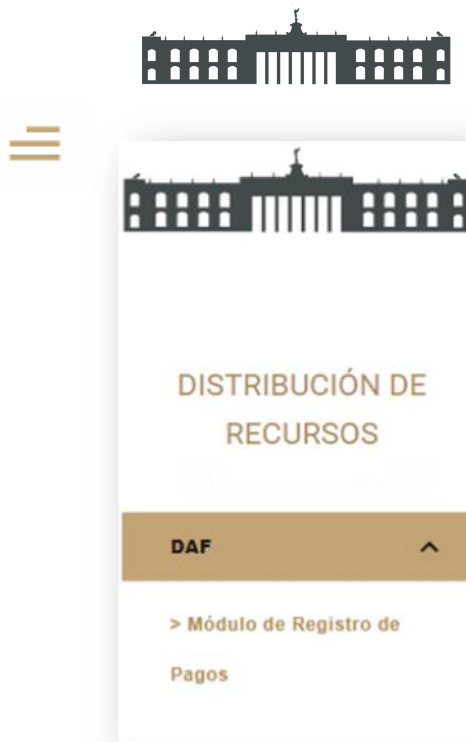 DISTRIBUCIÓN DE
RECURSOS
DAF
> Módulo de Registro de
Pagos